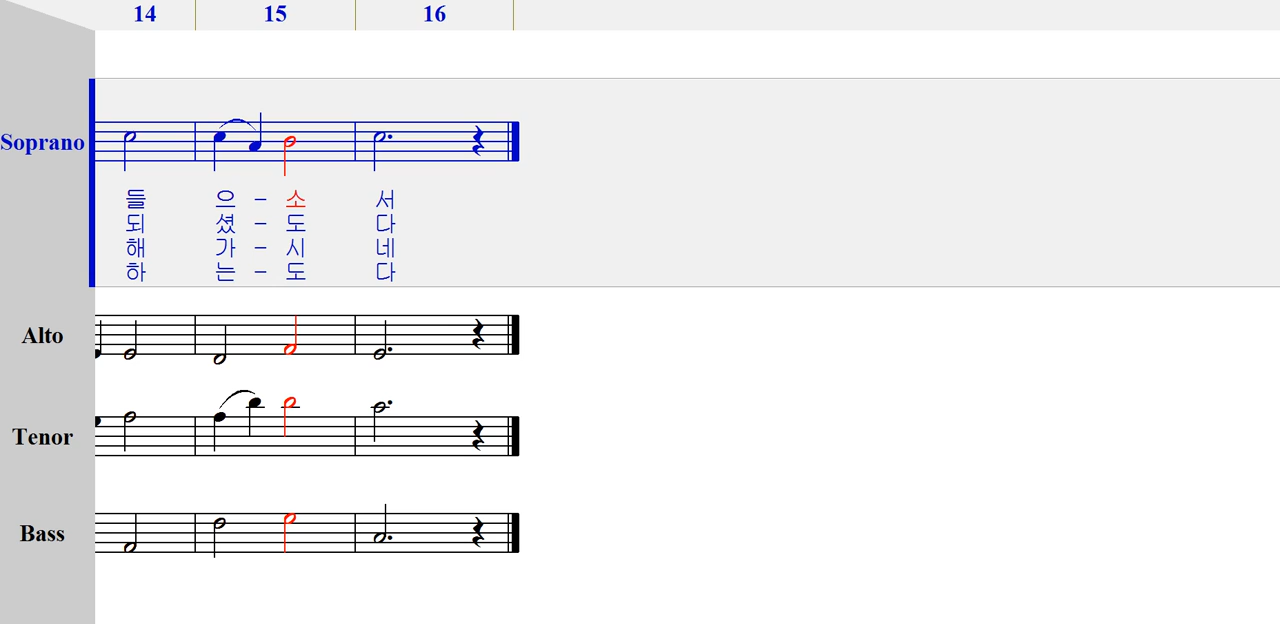 14 15 16
Soprano
들 으 - 소 서
되 셨 - 도 다
해 가 - 시 네
하 는 - 도 다
Alto
Tenor
Bass